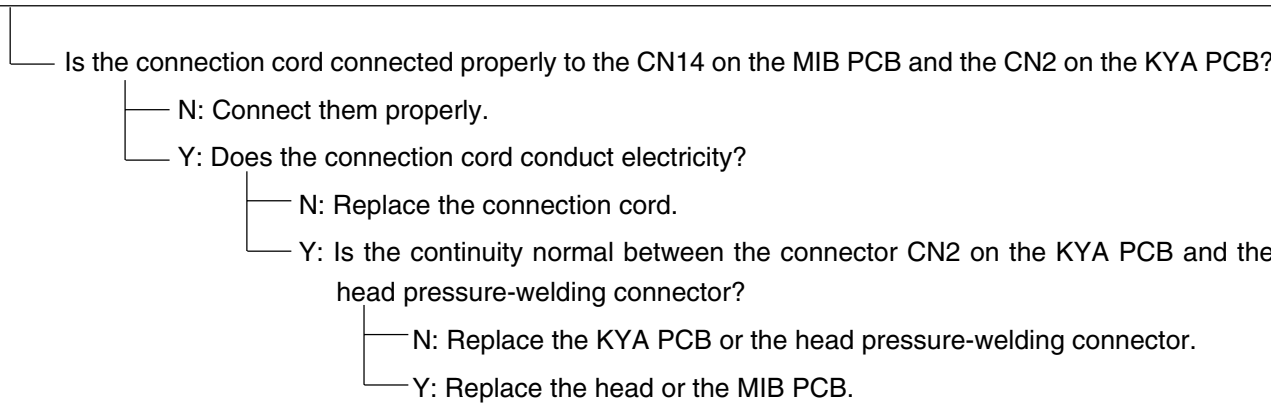 Is the connection cord connected properly to the CN14 on the MIB PCB and the CN2 on the KYA PCB?
N: Connect them properly.
Y: Does the connection cord conduct electricity?
N: Replace the connection cord.
Y: Is the continuity normal between the connector CN2 on the KYA PCB and the
head pressure-welding connector?
N: Replace the KYA PCB or the head pressure-welding connector.
Y: Replace the head or the MIB PCB.